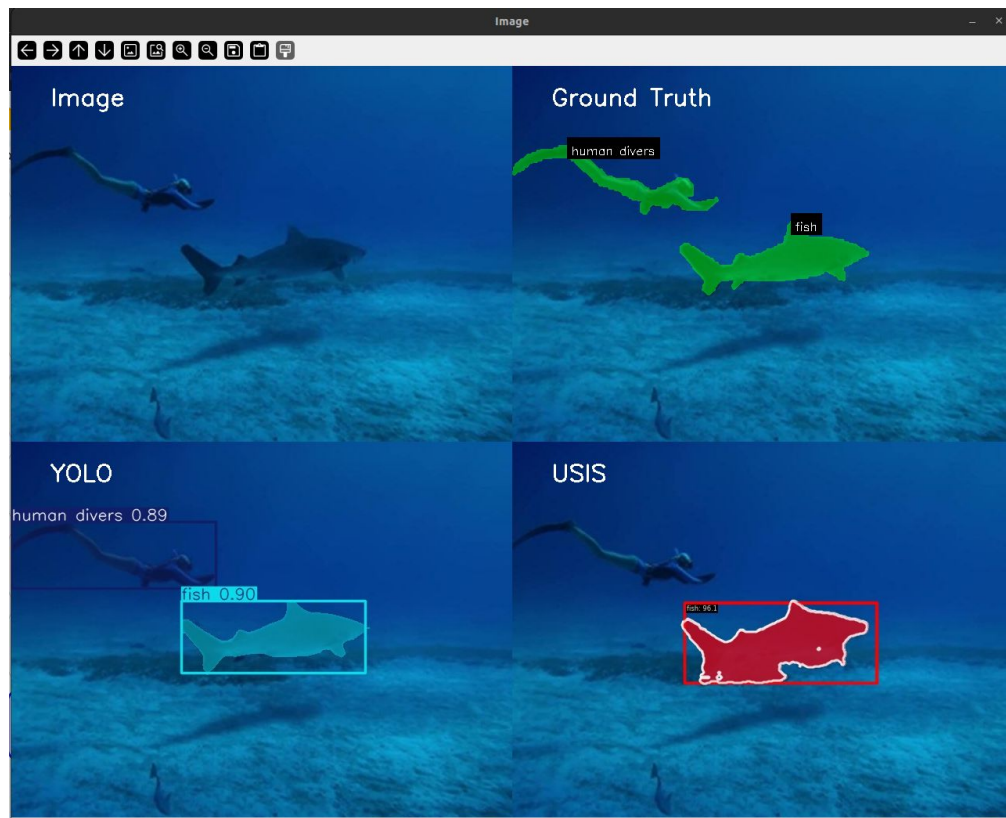 Image
Image
Ground Truth
human divers
fish
YOLO
USIS
human divers 0.89
fish 0.90
fish: 96.1